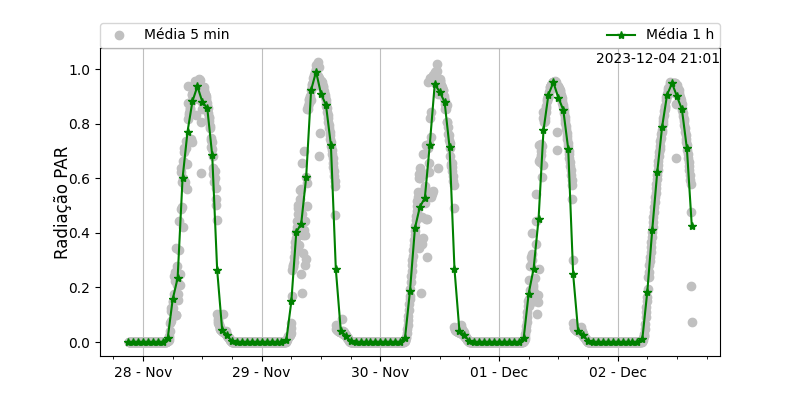 Média 5 min
Média 1 h
2023-12-04 21:01
1.0
0.8
0.6
0.4
0.2
0.0
Radiação PAR
28 - Nov
29 - Nov
30 - Nov
01 - Dec
02 - Dec